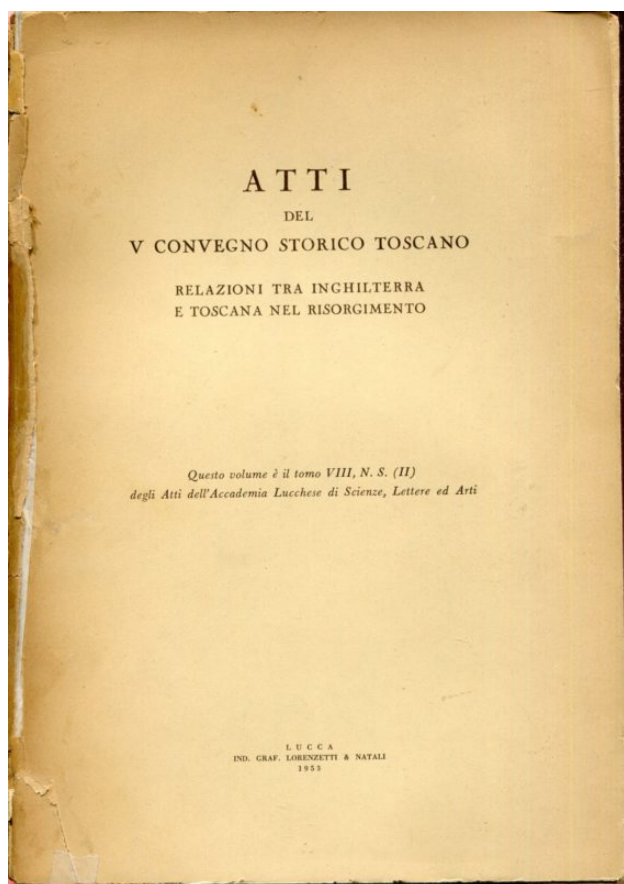 ATTI
DEL
V CONVEGNO STORICO TOSCANO
RELAZIONI TRA INGHILTERRA
E TOSCANA NEL RISORGIMENTO
Questo volume è il tomo VIII, N. S. (II)
degli Atti dell'Accademia Lucchese di Scienze, Lettere ed Arti
LUCCA
IND. GRAF. LORENZETTI & NATALI
1953